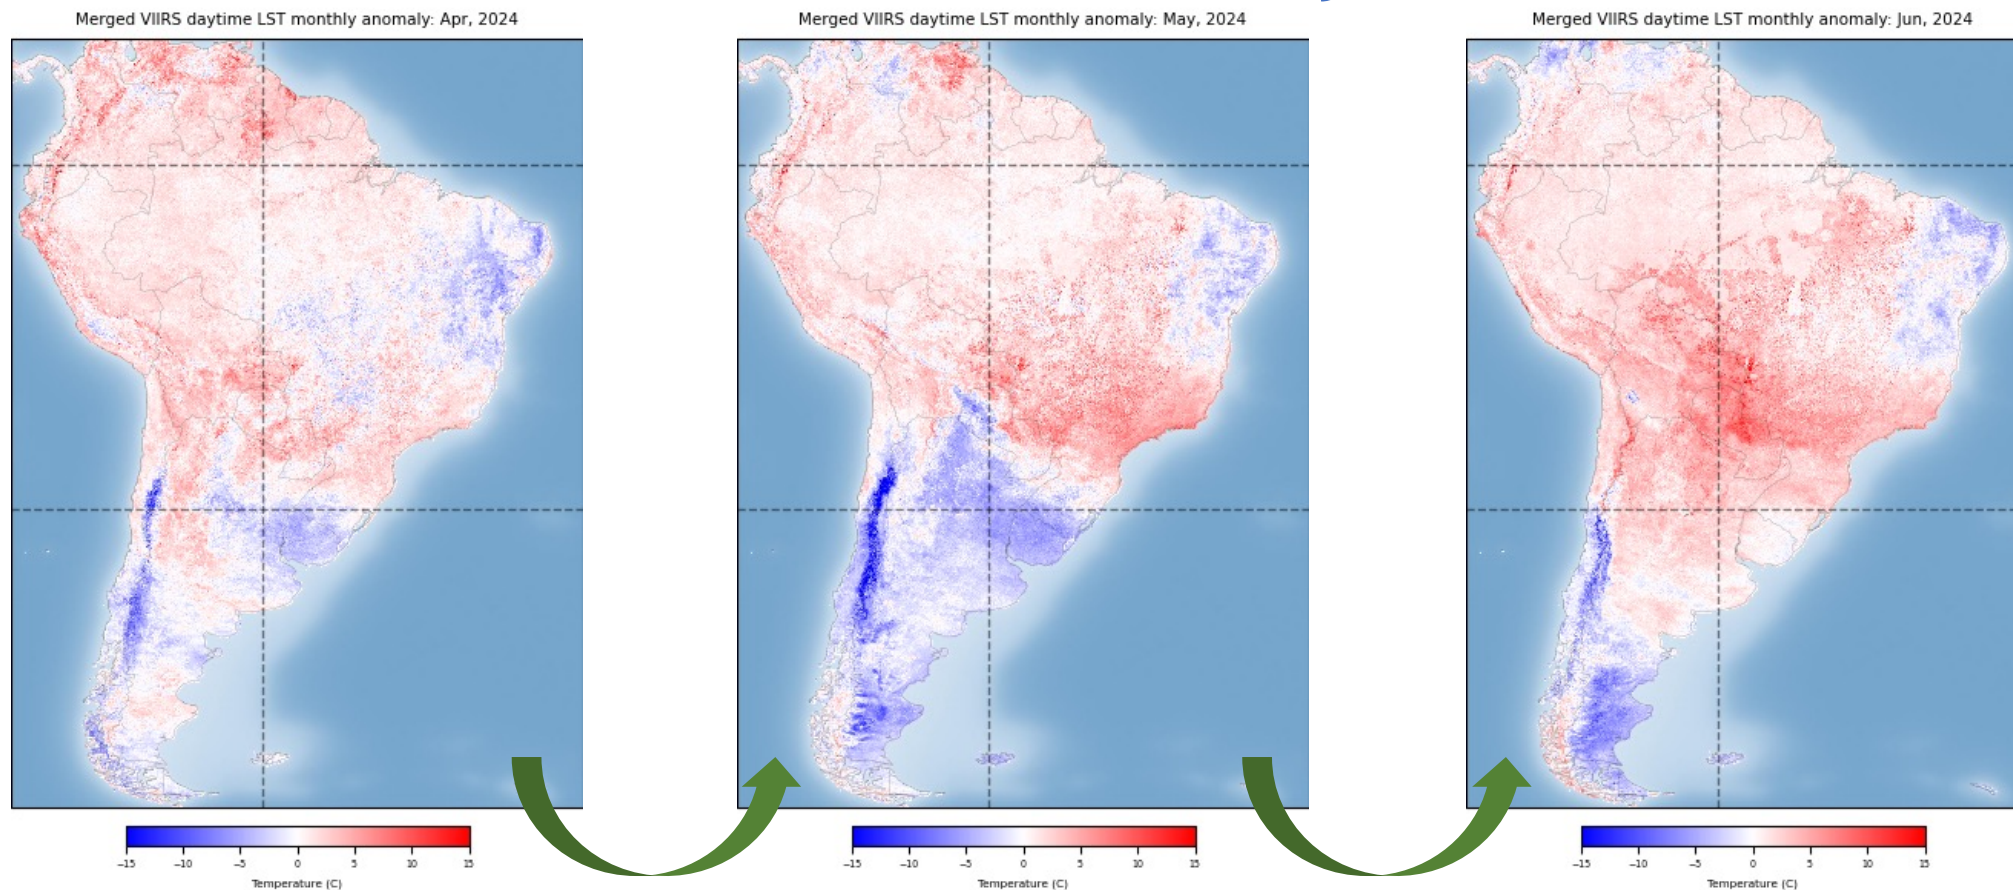 Merged VIIRS daytime LST monthly anomaly: Apr, 2024
−15 −10 −5 0 5 10 15
Temperature (C)
Merged VIIRS daytime LST monthly anomaly: May, 2024
−15 −10 −5 0 5 10 15
Temperature (C)
Merged VIIRS daytime LST monthly anomaly: Jun, 2024
−15 −10 −5 0 5 10 15
Temperature (C)